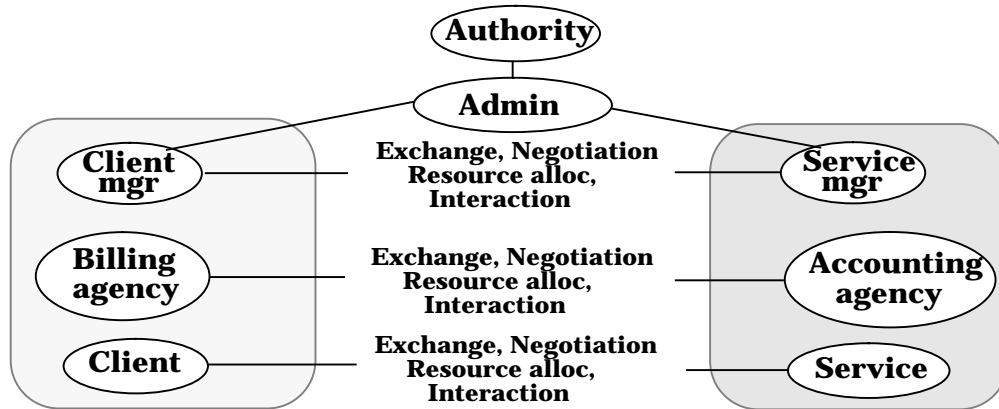 Authority
Admin
Client
mgr
Exchange, Negotiation
Resource alloc,
Interaction
Service
mgr
Billing
agency
Exchange, Negotiation
Resource alloc,
Interaction
Accounting
agency
Client
Exchange, Negotiation
Resource alloc,
Interaction
Service